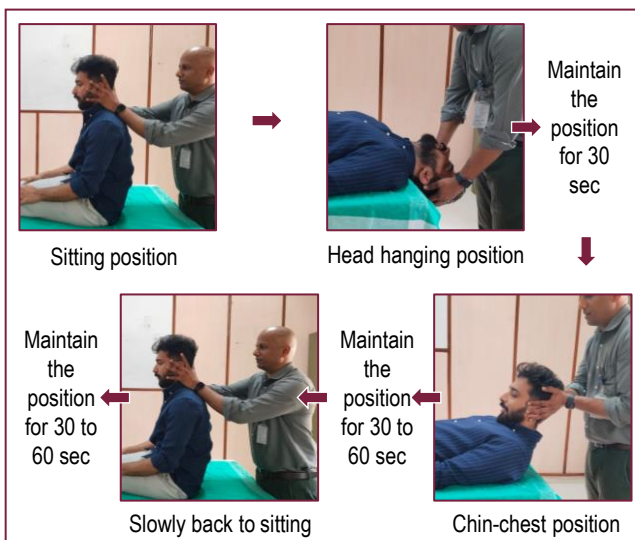 Sitting position
Head hanging position
Maintain
the
position
for 30
sec
Chin-chest position
Maintain
the
position
for 30 to
60 sec
Slowly back to sitting
Maintain
the
position
for 30 to
60 sec